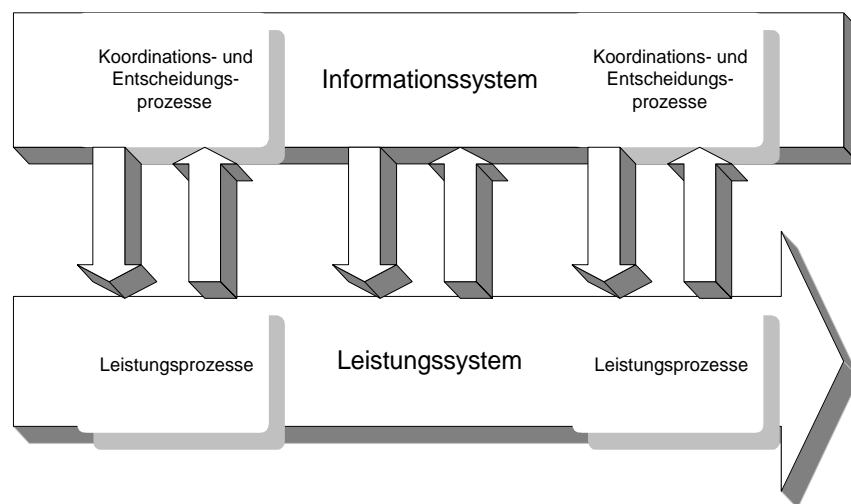 Koordinations- und
Entscheidungs-
prozesse
Informationssystem
Koordinations- und
Entscheidungs-
prozesse
Leistungsprozesse
Leistungssystem
Leistungsprozesse